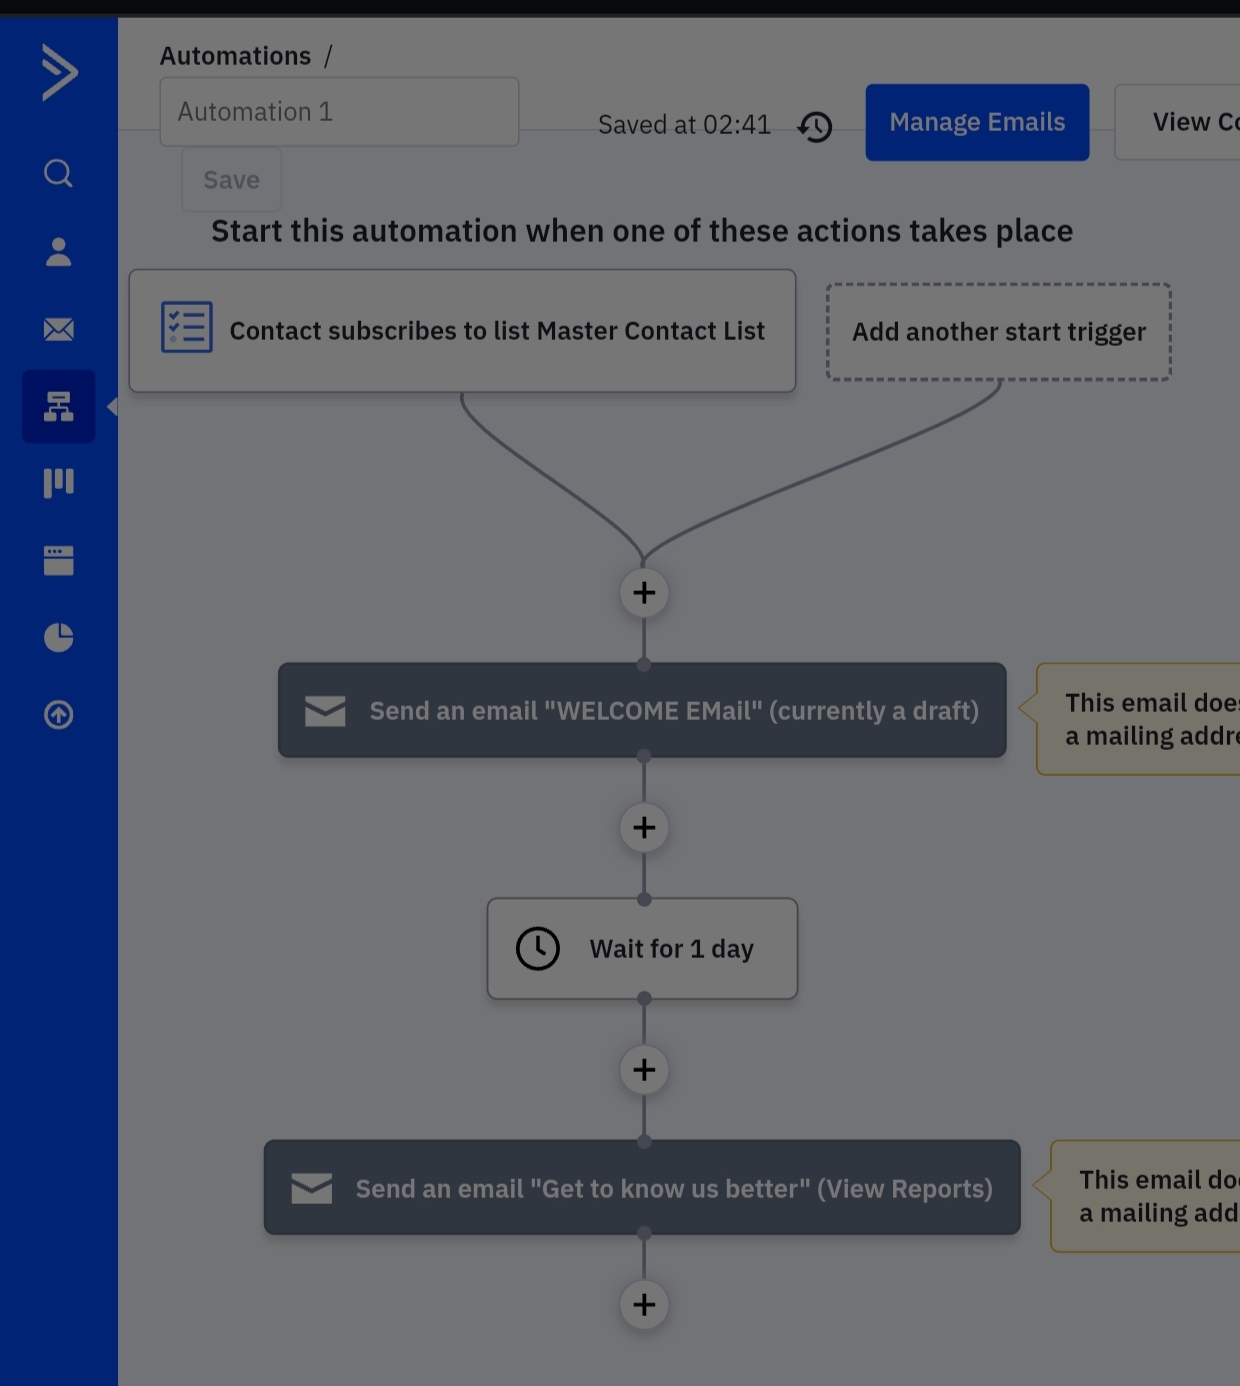 Automations /
Automation 1
Saved at 02:41
Manage Emails
View Co
Save
Start this automation when one of these actions takes place
Contact subscribes to list Master Contact List
Add another start trigger
Send an email "WELCOME EMail" (currently a draft)
This email does
a mailing addre
Wait for 1 day
Send an email "Get to know us better" (View Reports)
This email doe
a mailing add